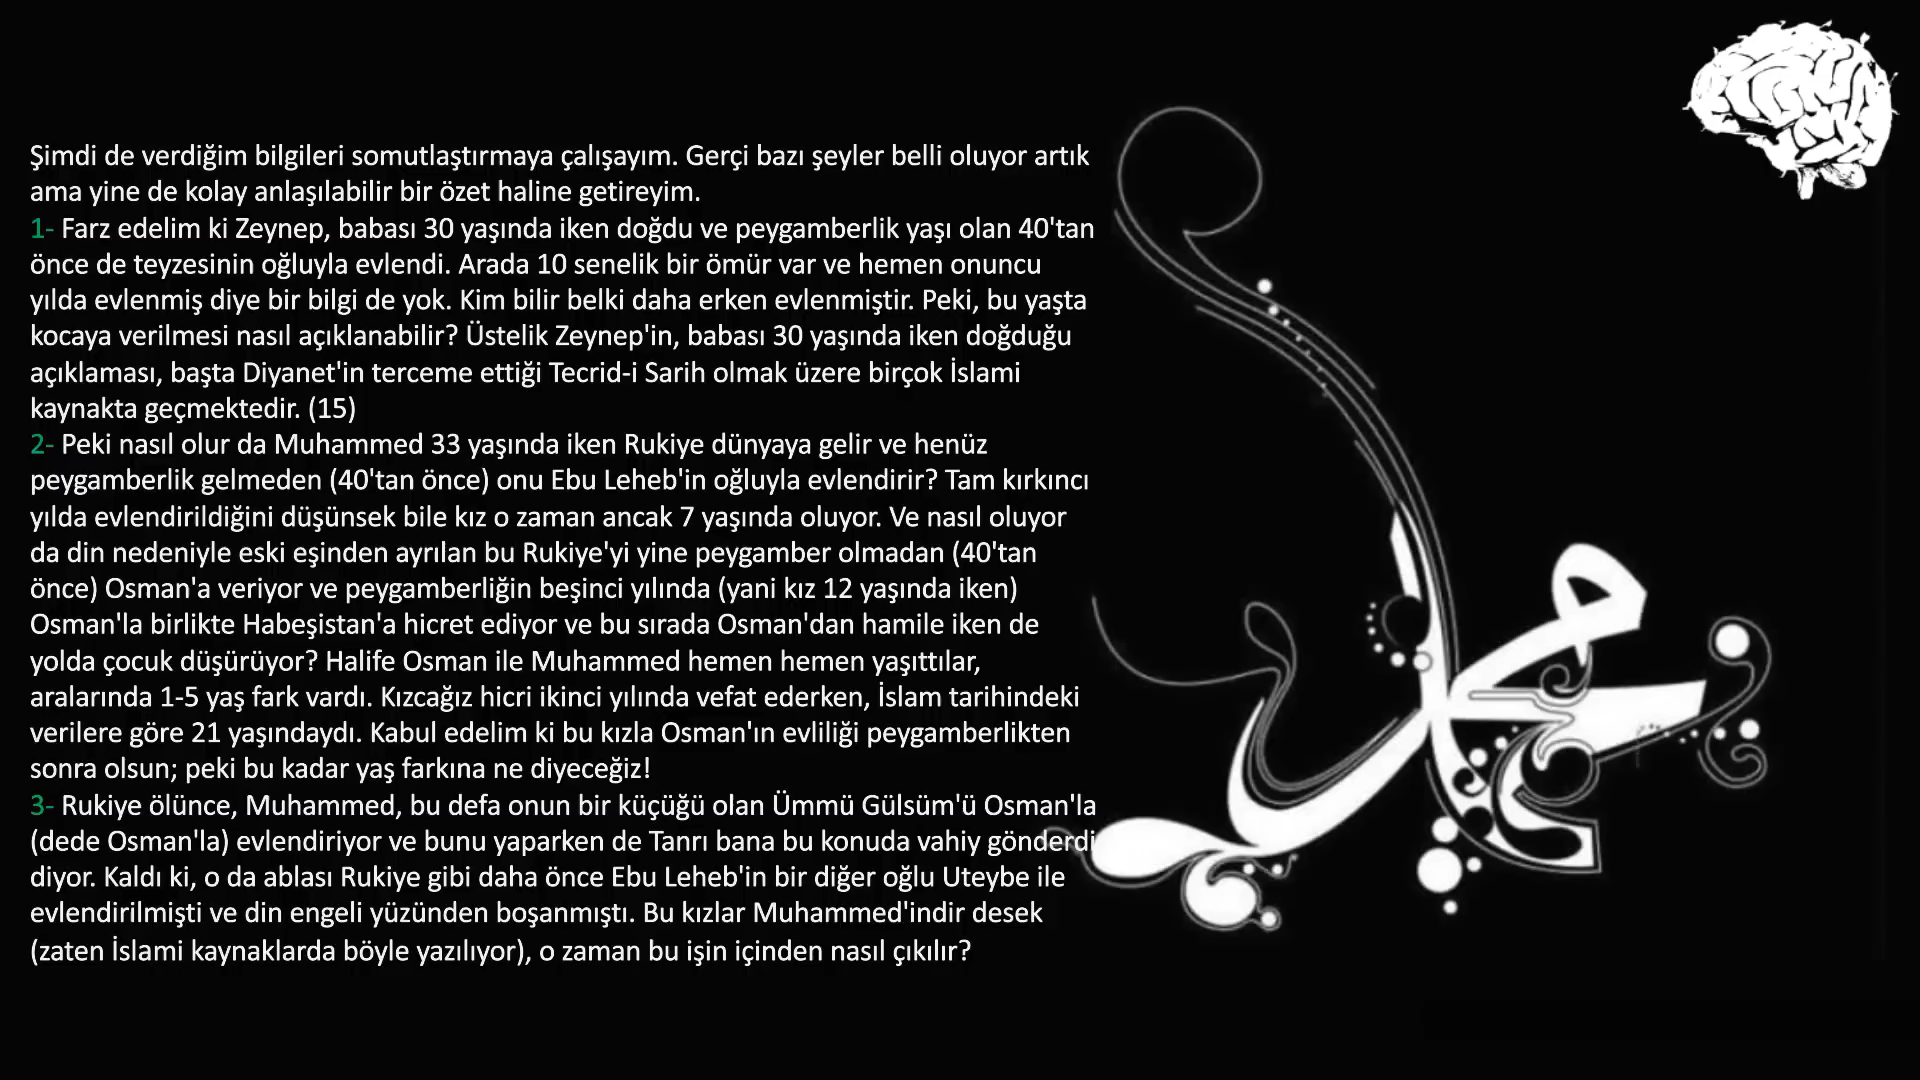 Şimdi de verdiğim bilgileri somutlaştırmaya çalışayım. Gerçi bazı şeyler belli oluyor artık
ama yine de kolay anlaşılabilir bir özet haline getireyim.
1- Farz edelim ki Zeynep, babası 30 yaşında iken doğdu ve peygamberlik yaşı olan 40'tan
önce de teyzesinin oğluyla evlendi. Arada 10 senelik bir ömür var ve hemen onuncu
yılda evlenmiş diye bir bilgi de yok. Kim bilir belki daha erken evlenmiştir. Peki, bu yaşta
kocaya verilmesi nasıl açıklanabilir? Üstelik Zeynep'in, babası 30 yaşında iken doğduğu
açıklaması, başta Diyanet'in terceme ettiği Tecrid-i Sarih olmak üzere birçok İslami
kaynakta geçmektedir. (15)
2- Peki nasıl olur da Muhammed 33 yaşında iken Rukiye dünyaya gelir ve henüz
peygamberlik gelmeden (40'tan önce) onu Ebu Leheb'in oğluyla evlendirir? Tam kırkıncı
yılda evlendirildiğini düşünsek bile kız o zaman ancak 7 yaşında oluyor. Ve nasıl oluyor
da din nedeniyle eski eşinden ayrılan bu Rukiye'yi yine peygamber olmadan (40'tan
önce) Osman'a veriyor ve peygamberliğin beşinci yılında (yani kız 12 yaşında iken)
Osman'la birlikte Habeşistan'a hicret ediyor ve bu sırada Osman'dan hamile iken de
yolda çocuk düşürüyor? Halife Osman ile Muhammed hemen hemen yaşıttılar,
aralarında 1-5 yaş fark vardı. Kızcağız hicri ikinci yılında vefat ederken, İslam tarihindeki
verilere göre 21 yaşındaydı. Kabul edelim ki bu kızla Osman'ın evliliği peygamberlikten
sonra olsun; peki bu kadar yaş farkına ne diyeceğiz!
3- Rukiye ölünce, Muhammed, bu defa onun bir küçüğü olan Ümmü Gülsüm'ü Osman'la
(dede Osman'la) evlendiriyor ve bunu yaparken de Tanrı bana bu konuda vahiy gönderdi
diyor. Kaldı ki, o da ablası Rukiye gibi daha önce Ebu Leheb'in bir diğer oğlu Uteybe ile
evlendirilmişti ve din engeli yüzünden boşanmıştı. Bu kızlar Muhammed'indir desek
(zaten İslami kaynaklarda böyle yazılıyor), o zaman bu işin içinden nasıl çıkılır?
محمد